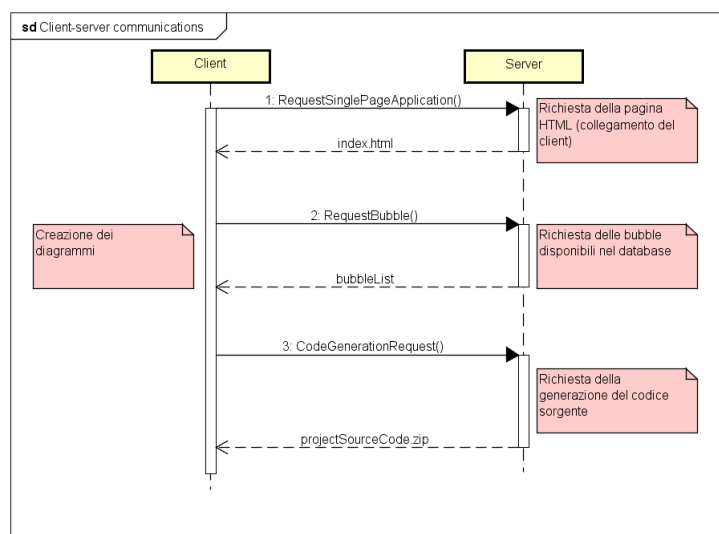 sd Client-server communications
Client
Server
1: RequestSinglePageApplication()
Richiesta della pagina
HTML (collegamento del
client)
index.html
2: RequestBubble()
Creazione dei
diagrammi
Richiesta delle bubble
disponibili nel database
bubbleList
3: CodeGenerationRequest()
Richiesta della
generazione del codice
sorgente
projectSourceCode.zip